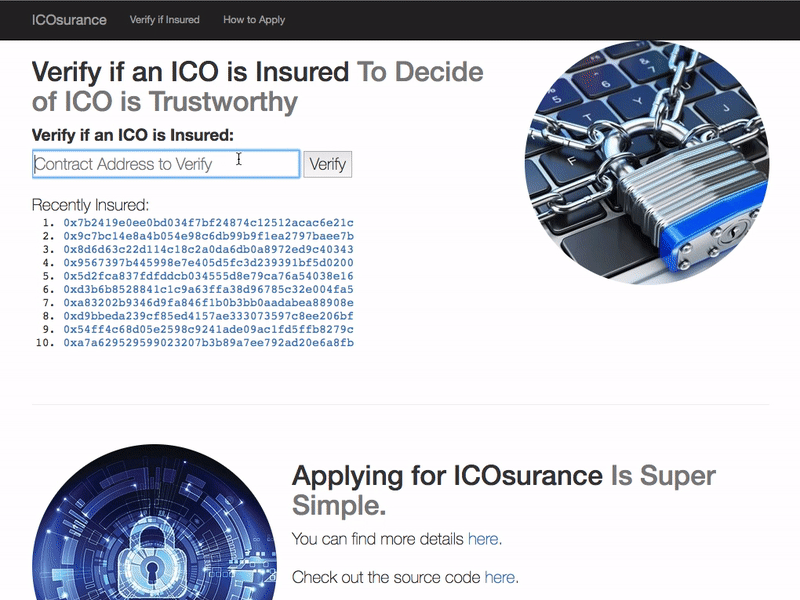 ICOsurance Verify if Insured How to Apply
Verify if an ICO is Insured To Decide
of ICO is Trustworthy
Verify if an ICO is Insured:
Contract Address to Verify Verify
Recently Insured:
1. 0x7b2419e0ee0bd034f7bf24874c12512acac6e21c
2. 0x9c7bc14e8a4b054e98c6db99b9f1ea2797baee7b
3. 0x8d6d63c22d114c18c2a0da6db0a8972ed9c40343
4. 0x9567397b445998e7e405d5fc3d239391bf5d0200
5. 0x5d2fca837fdfddcb034555d8e79ca76a54038e16
6. 0xd3b6b8528841c1c9a63ffa38d96785c32e004fa5
7. 0xa83202b9346d9fa846f1b0b3bb0aadabea88908e
8. 0xd9bbeda239cf85ed4157ae333073597c8ee206bf
9. 0x54ff4c68d05e2598c9241ade09ac1fd5ffb8279c
10. 0xa7a629529599023207b3b89a7ee792ad20e6a8fb
Applying for ICOsurance Is Super
Simple.
You can find more details here.
Check out the source code here.